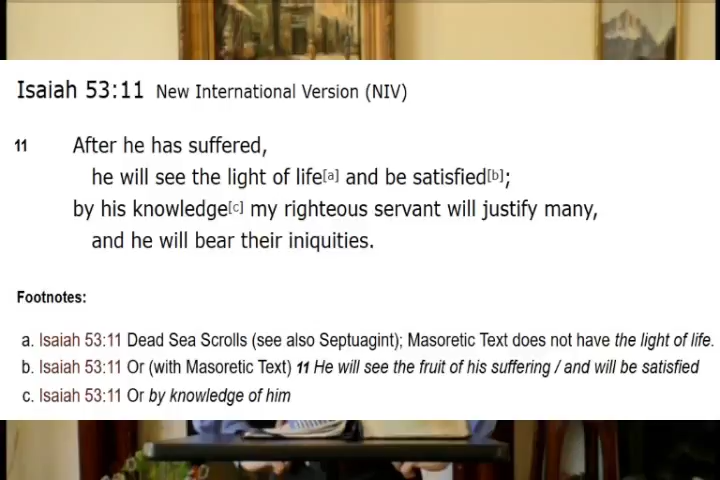 Isaiah 53:11 New International Version (NIV)
11 After he has suffered,
he will see the light of life[a] and be satisfied[b];
by his knowledge[c] my righteous servant will justify many,
and he will bear their iniquities.
Footnotes:
a. Isaiah 53:11 Dead Sea Scrolls (see also Septuagint); Masoretic Text does not have the light of life.
b. Isaiah 53:11 Or (with Masoretic Text) 11 He will see the fruit of his suffering / and will be satisfied
c. Isaiah 53:11 Or by knowledge of him